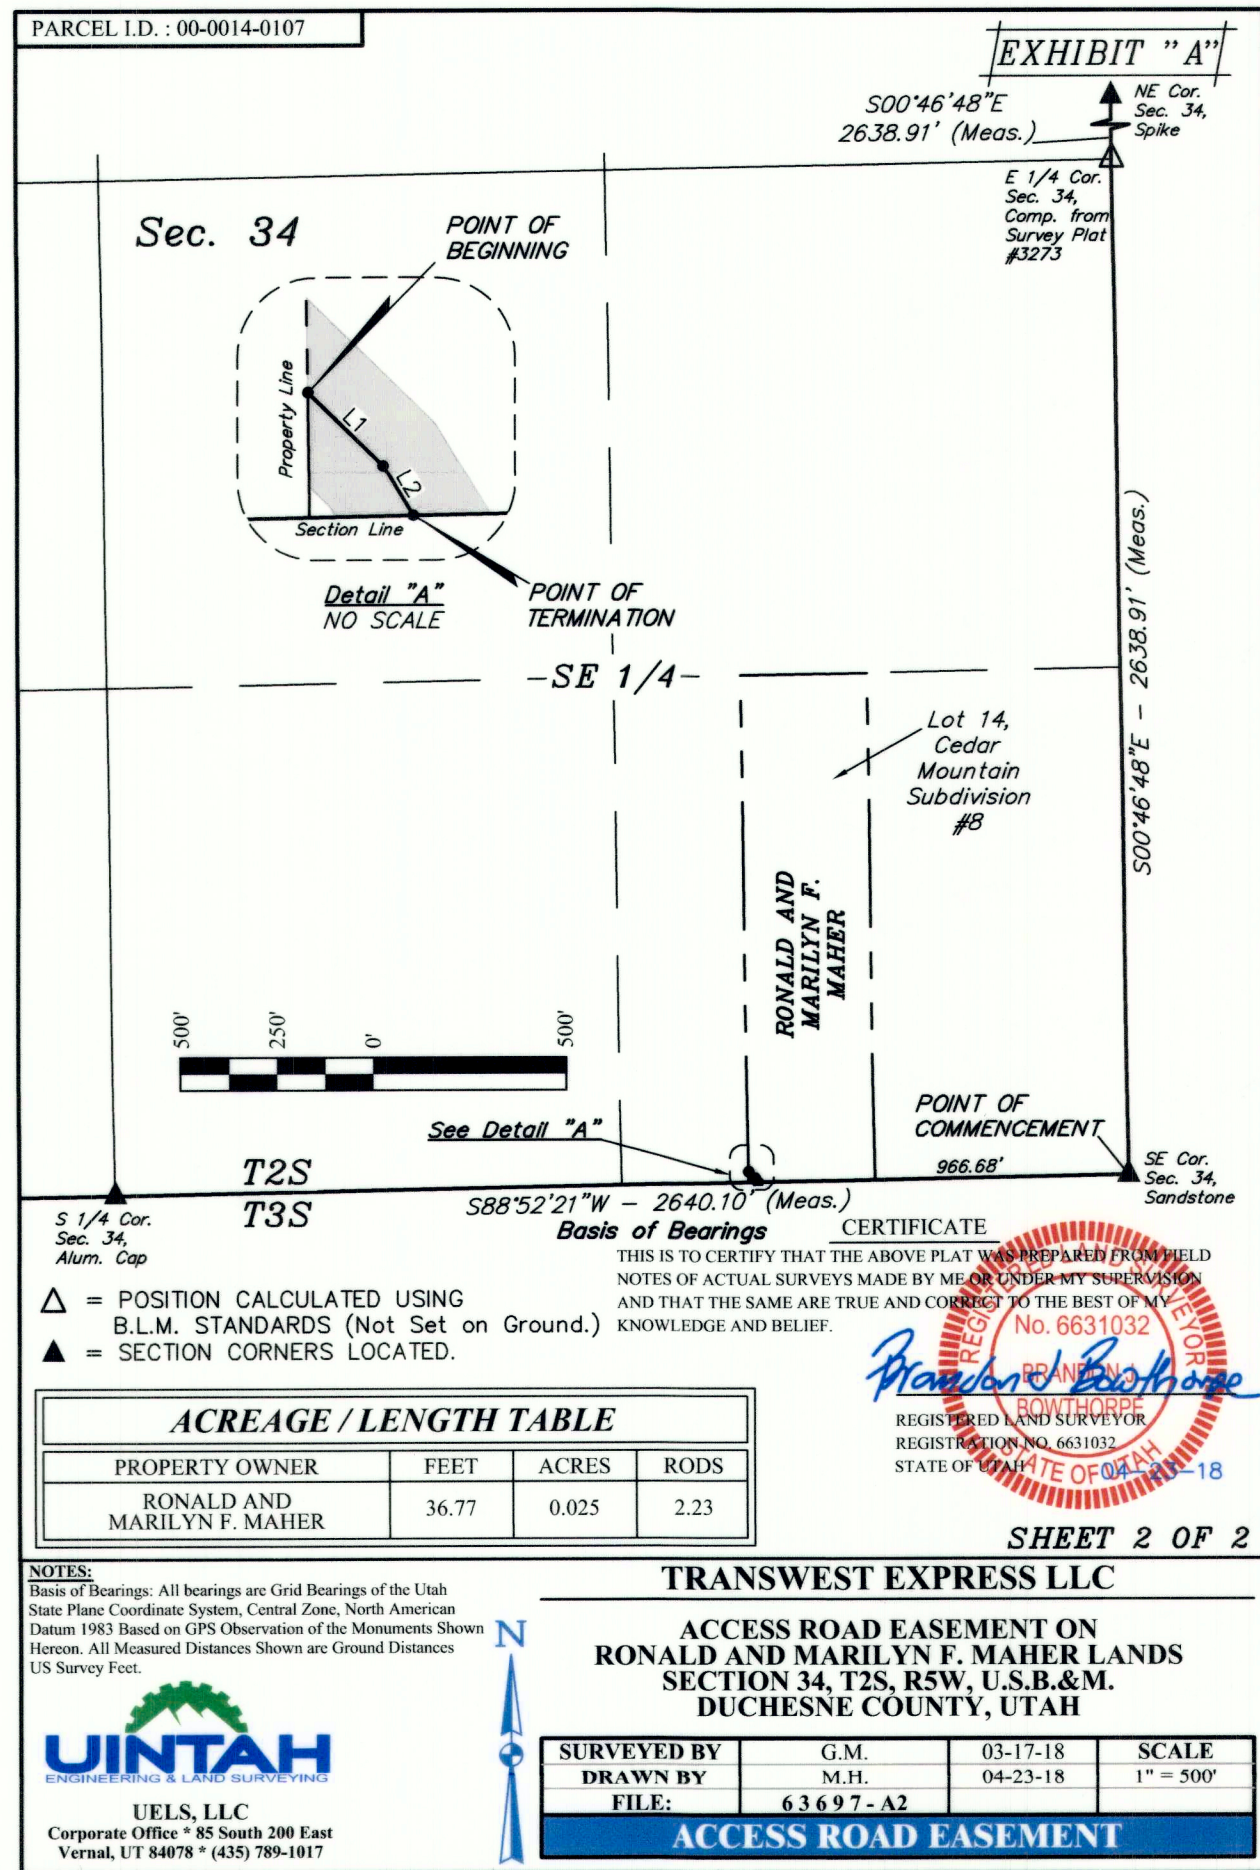 PARCEL I.D. : 00-0014-0107
EXHIBIT "A"
S00°46'48"E
2638.91' (Meas.)
NE Cor.
Sec. 34,
Spike
E 1/4 Cor.
Sec. 34,
Comp. from
Survey Plat
#3273
Sec. 34
POINT OF
BEGINNING
Property Line
L1
L2
Section Line
Detail "A"
NO SCALE
POINT OF
TERMINATION
S00°46'48"E - 2638.91' (Meas.)
-SE 1/4-
Lot 14,
Cedar
Mountain
Subdivision
#8
RONALD AND
MARILYN F.
MAHER
500'
250'
0'
500'
See Detail "A"
POINT OF
COMMENCEMENT
966.68'
SE Cor.
Sec. 34,
Sandstone
T2S
T3S
S 1/4 Cor.
Sec. 34,
Alum. Cap
S88°52'21"W - 2640.10' (Meas.)
Basis of Bearings
CERTIFICATE
THIS IS TO CERTIFY THAT THE ABOVE PLAT WAS PREPARED FROM FIELD
NOTES OF ACTUAL SURVEYS MADE BY ME OR UNDER MY SUPERVISION
AND THAT THE SAME ARE TRUE AND CORRECT TO THE BEST OF MY
KNOWLEDGE AND BELIEF.
△ = POSITION CALCULATED USING
B.L.M. STANDARDS (Not Set on Ground.)
▲ = SECTION CORNERS LOCATED.
REGISTERED LAND SURVEYOR
No. 6631032
BRANDON J.
BOWTHORPE
STATE OF UTAH
Brandon J Bowthorpe
REGISTERED LAND SURVEYOR
REGISTRATION NO. 6631032
STATE OF UTAH
04-23-18
ACREAGE / LENGTH TABLE
PROPERTY OWNER FEET ACRES RODS
RONALD AND
MARILYN F. MAHER 36.77 0.025 2.23
SHEET 2 OF 2
NOTES:
Basis of Bearings: All bearings are Grid Bearings of the Utah
State Plane Coordinate System, Central Zone, North American
Datum 1983 Based on GPS Observation of the Monuments Shown
Hereon. All Measured Distances Shown are Ground Distances
US Survey Feet.
N
UINTAH
ENGINEERING & LAND SURVEYING
UELS, LLC
Corporate Office * 85 South 200 East
Vernal, UT 84078 * (435) 789-1017
TRANSWEST EXPRESS LLC
ACCESS ROAD EASEMENT ON
RONALD AND MARILYN F. MAHER LANDS
SECTION 34, T2S, R5W, U.S.B.&M.
DUCHESNE COUNTY, UTAH
SURVEYED BY G.M. 03-17-18 SCALE
DRAWN BY M.H. 04-23-18 1" = 500'
FILE: 63697-A2
ACCESS ROAD EASEMENT